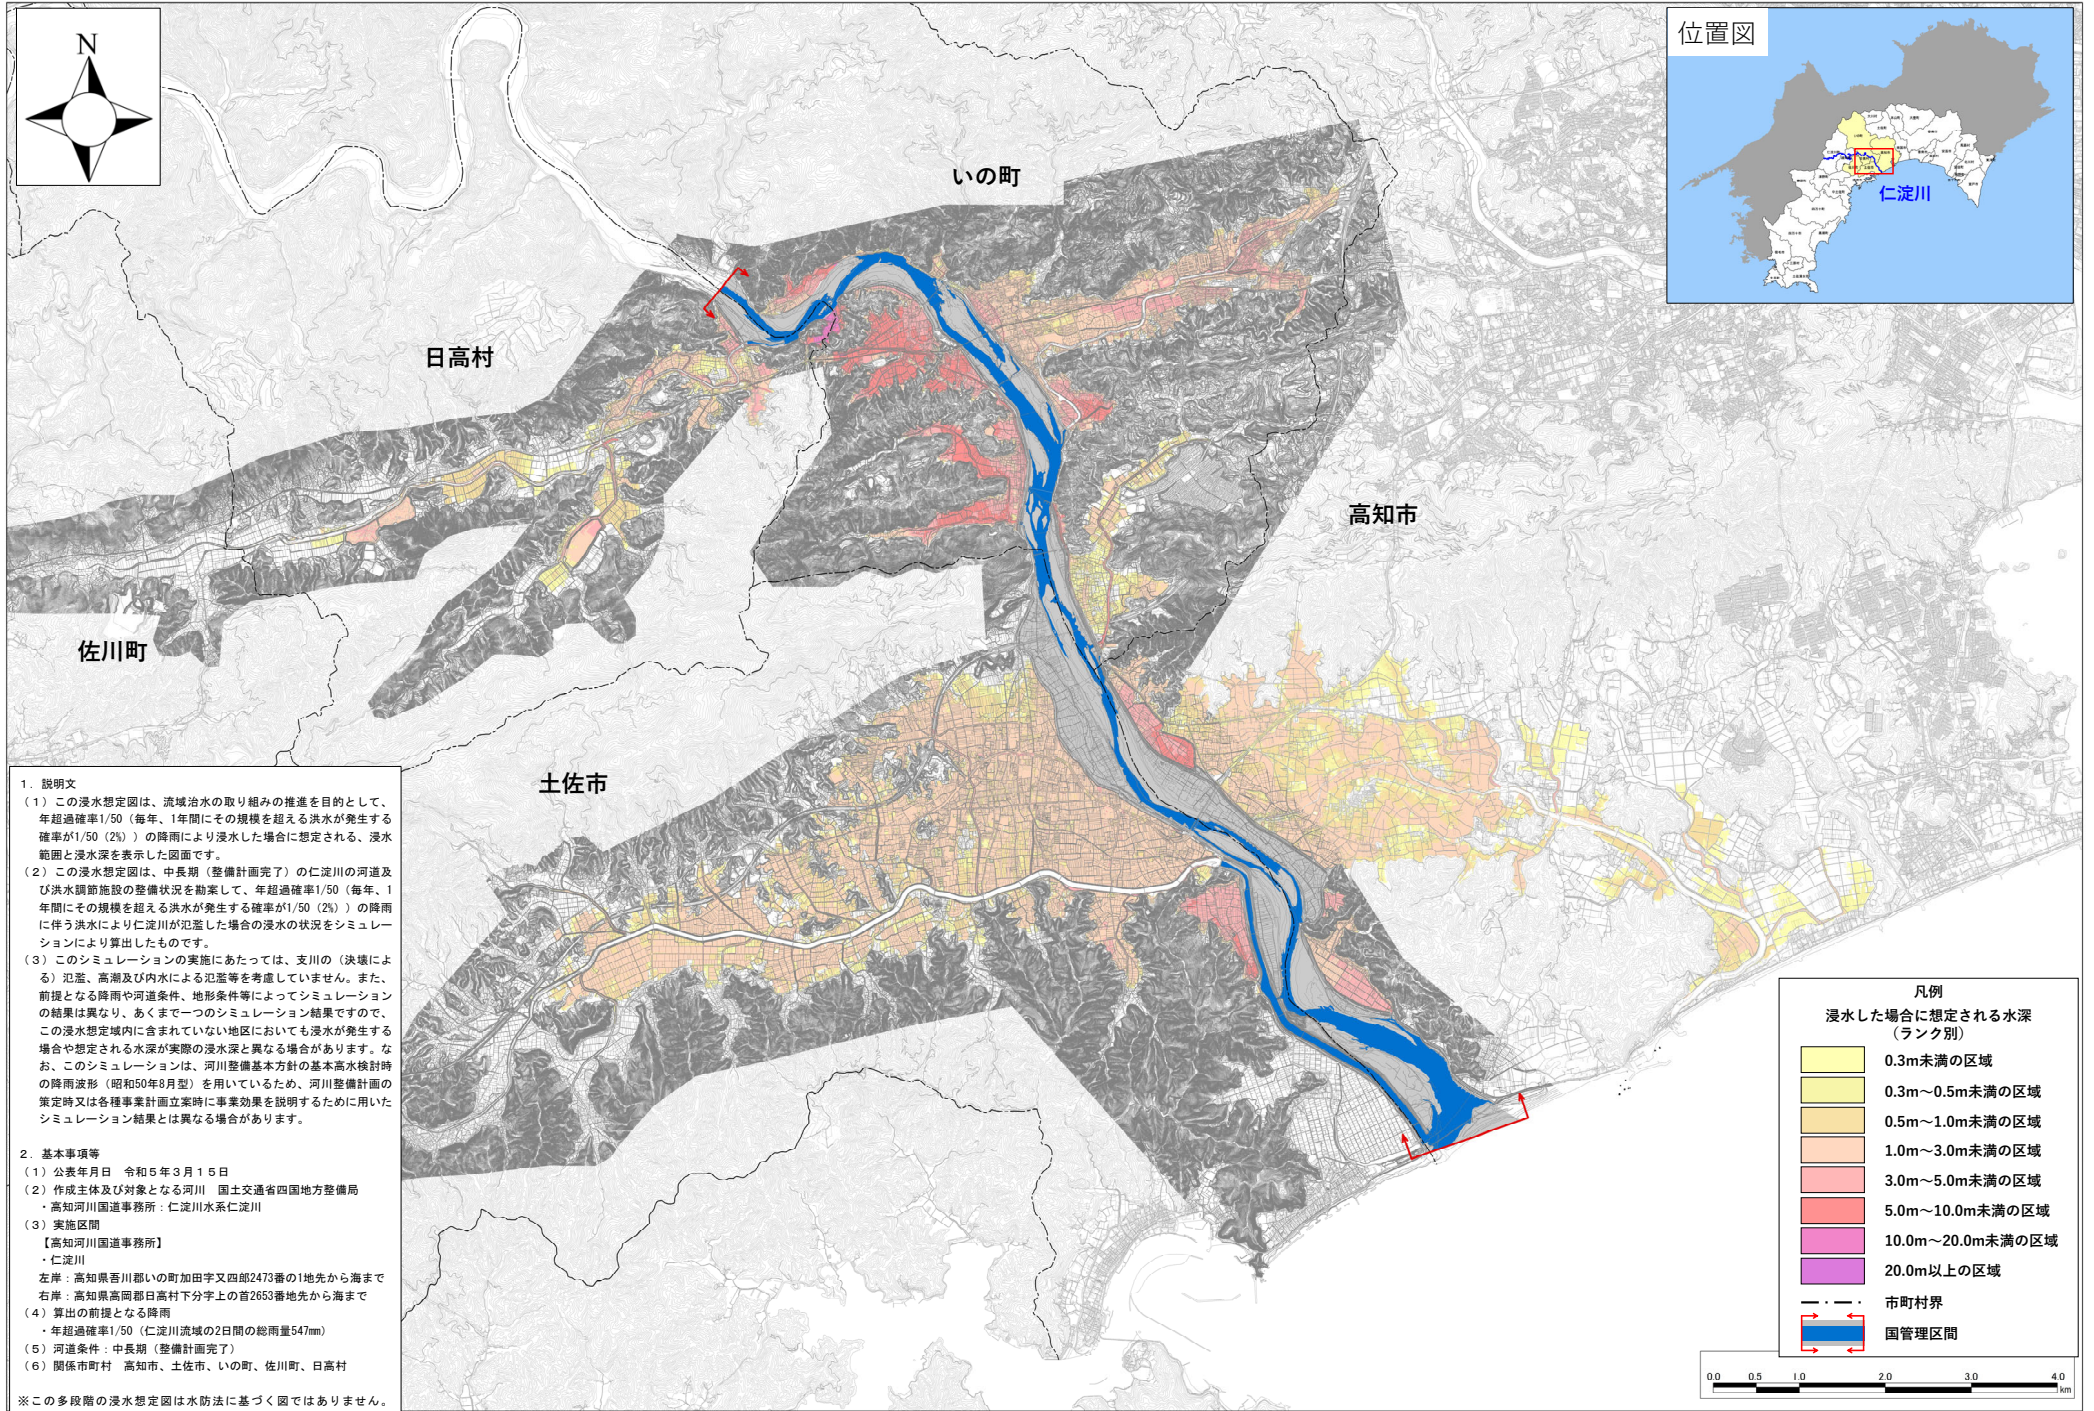 N
位置図
仁淀川
いの町
日高村
高知市
佐川町
土佐市
1．説明文
（1）この浸水想定図は、流域治水の取り組みの推進を目的として、
年超過確率1/50（毎年、1年間にその規模を超える洪水が発生する
確率が1/50（2%））の降雨により浸水した場合に想定される、浸水
範囲と浸水深を表示した図面です。
（2）この浸水想定図は、中長期（整備計画完了）の仁淀川の河道及
び洪水調節施設の整備状況を勘案して、年超過確率1/50（毎年、1
年間にその規模を超える洪水が発生する確率が1/50（2%））の降雨
に伴う洪水により仁淀川が氾濫した場合の浸水の状況をシミュレー
ションにより算出したものです。
（3）このシミュレーションの実施にあたっては、支川の（決壊によ
る）氾濫、高潮及び内水による氾濫等を考慮していません。また、
前提となる降雨や河道条件、地形条件等によってシミュレーション
の結果は異なり、あくまで一つのシミュレーション結果ですので、
この浸水想定域内に含まれていない地区においても浸水が発生する
場合や想定される水深が実際の浸水深と異なる場合があります。な
お、このシミュレーションは、河川整備基本方針の基本高水検討時
の降雨波形（昭和50年8月型）を用いているため、河川整備計画の
策定時又は各種事業計画立案時に事業効果を説明するために用いた
シミュレーション結果とは異なる場合があります。
2．基本事項等
（1）公表年月日　令和５年３月１５日
（2）作成主体及び対象となる河川　国土交通省四国地方整備局
・高知河川国道事務所：仁淀川水系仁淀川
（3）実施区間
【高知河川国道事務所】
・仁淀川
左岸：高知県吾川郡いの町加田字又四郎2473番の1地先から海まで
右岸：高知県高岡郡日高村下分字上の首2653番地先から海まで
（4）算出の前提となる降雨
・年超過確率1/50（仁淀川流域の2日間の総雨量547mm）
（5）河道条件：中長期（整備計画完了）
（6）関係市町村　高知市、土佐市、いの町、佐川町、日高村
※この多段階の浸水想定図は水防法に基づく図ではありません。
凡例
浸水した場合に想定される水深
（ランク別）
0.3m未満の区域
0.3m～0.5m未満の区域
0.5m～1.0m未満の区域
1.0m～3.0m未満の区域
3.0m～5.0m未満の区域
5.0m～10.0m未満の区域
10.0m～20.0m未満の区域
20.0m以上の区域
市町村界
国管理区間
0.0 0.5 1.0 2.0 3.0 4.0
km